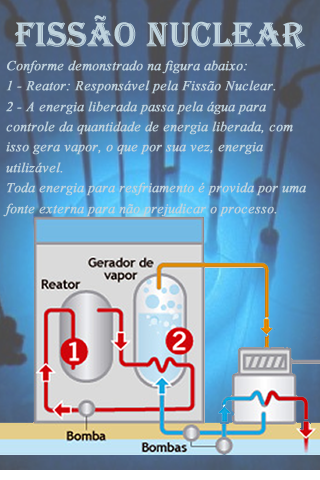 FISSÃO NUCLEAR
Conforme demonstrado na figura abaixo:
1 - Reator: Responsável pela Fissão Nuclear.
2 - A energia liberada passa pela água para
controle da quantidade de energia liberada, com
isso gera vapor, o que por sua vez, energia
utilizável.
Toda energia para resfriamento é provida por uma
fonte externa para não prejudicar o processo.
Gerador de
vapor
Reator
1
2
Bomba
Bombas